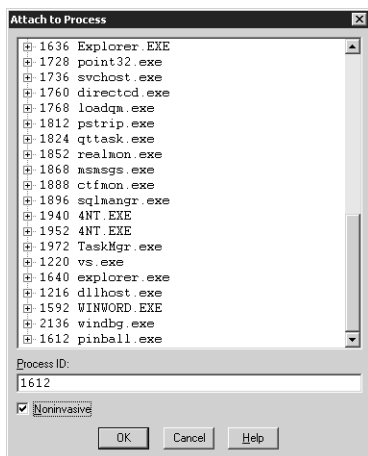 Attach to Process
1636 Explorer.EXE
1728 point32.exe
1736 svchost.exe
1760 directcd.exe
1768 loadqm.exe
1812 pstrip.exe
1824 qttask.exe
1852 realmon.exe
1868 msmsgs.exe
1888 ctfmon.exe
1896 sqlmangr.exe
1940 4NT.EXE
1952 4NT.EXE
1972 TaskMgr.exe
1220 vs.exe
1640 explorer.exe
1216 dllhost.exe
1592 WINWORD.EXE
2136 windbg.exe
1612 pinball.exe
Process ID:
1612
Noninvasive
OK Cancel Help